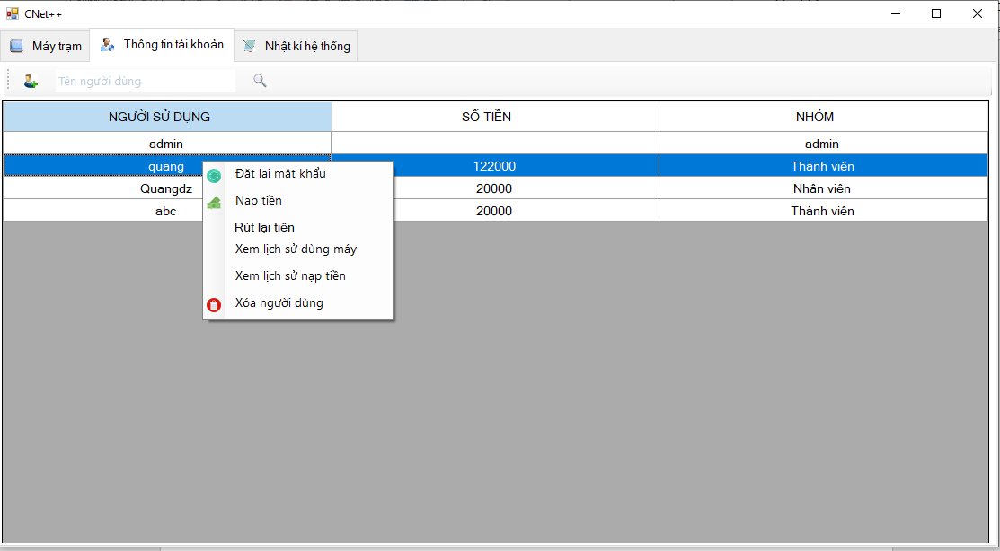 CNet++
Máy trạm Thông tin tài khoản Nhật kí hệ thống
Tên người dùng
NGƯỜI SỬ DỤNG SỐ TIỀN NHÓM
admin admin
quang 122000 Thành viên
Quangdz 20000 Nhân viên
abc 20000 Thành viên
Đặt lại mật khẩu
Nạp tiền
Rút lại tiền
Xem lịch sử dùng máy
Xem lịch sử nạp tiền
Xóa người dùng